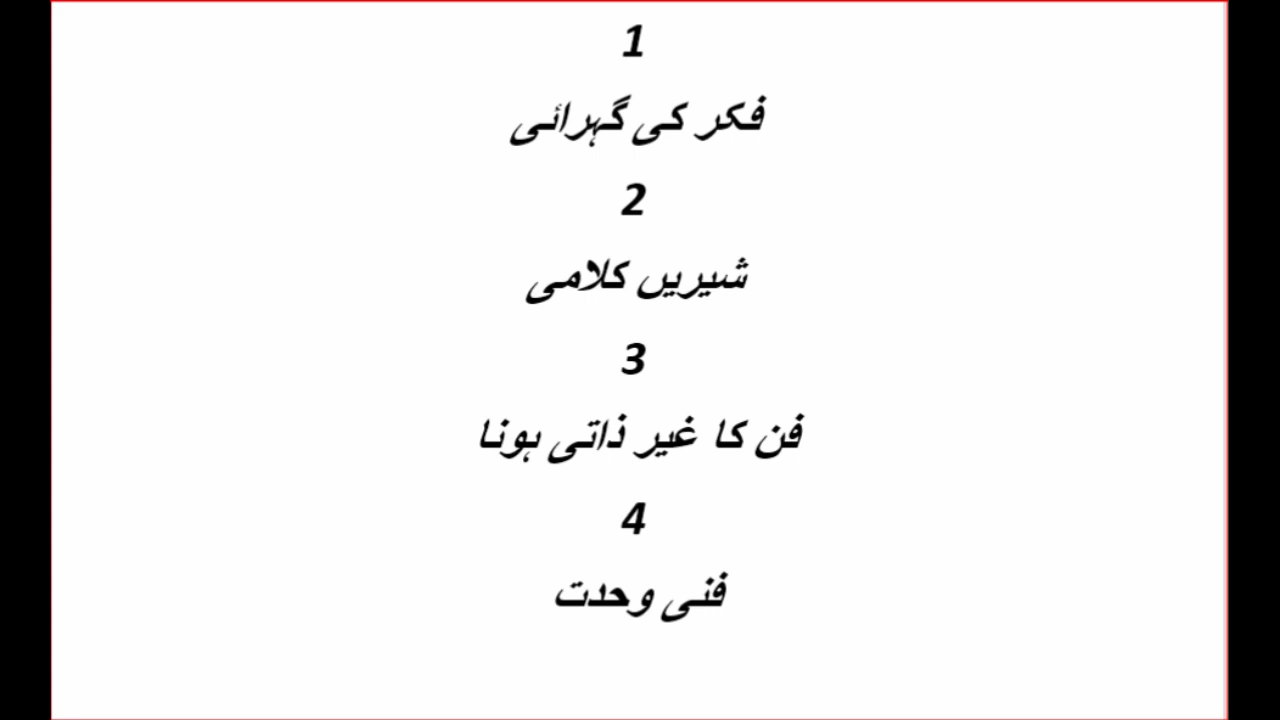 1
فکر کی گہرائی
2
شیریں کلامی
3
فن کا غیر ذاتی ہونا
4
فنی وحدت